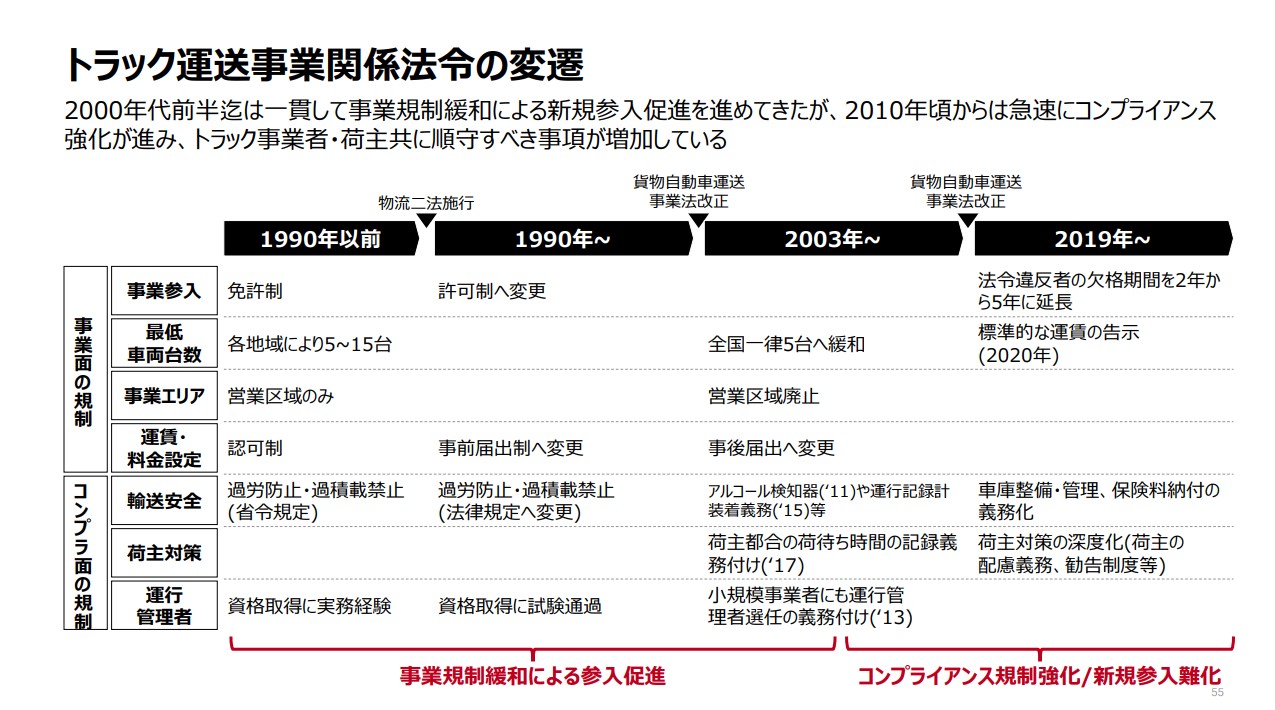 トラック運送事業関係法令の変遷
2000年代前半迄は一貫して事業規制緩和による新規参入促進を進めてきたが、2010年頃からは急速にコンプライアンス
強化が進み、トラック事業者・荷主共に順守すべき事項が増加している
物流二法施行
貨物自動車運送
事業法改正
貨物自動車運送
事業法改正
1990年以前
1990年~
2003年~
2019年~
事業面の規制
事業参入
免許制
許可制へ変更
法令違反者の欠格期間を2年か
ら5年に延長
最低
車両台数
各地域により5~15台
全国一律5台へ緩和
標準的な運賃の告示
(2020年)
事業エリア
営業区域のみ
営業区域廃止
運賃・
料金設定
認可制
事前届出制へ変更
事後届出へ変更
コンプラ面の規制
輸送安全
過労防止・過積載禁止
(省令規定)
過労防止・過積載禁止
(法律規定へ変更)
アルコール検知器(‘11)や運行記録計
装着義務(‘15)等
車庫整備・管理、保険料納付の
義務化
荷主対策
荷主都合の荷待ち時間の記録義
務付け(‘17)
荷主対策の深度化(荷主の
配慮義務、勧告制度等)
運行
管理者
資格取得に実務経験
資格取得に試験通過
小規模事業者にも運行管
理者選任の義務付け(‘13)
事業規制緩和による参入促進
コンプライアンス規制強化/新規参入難化
55